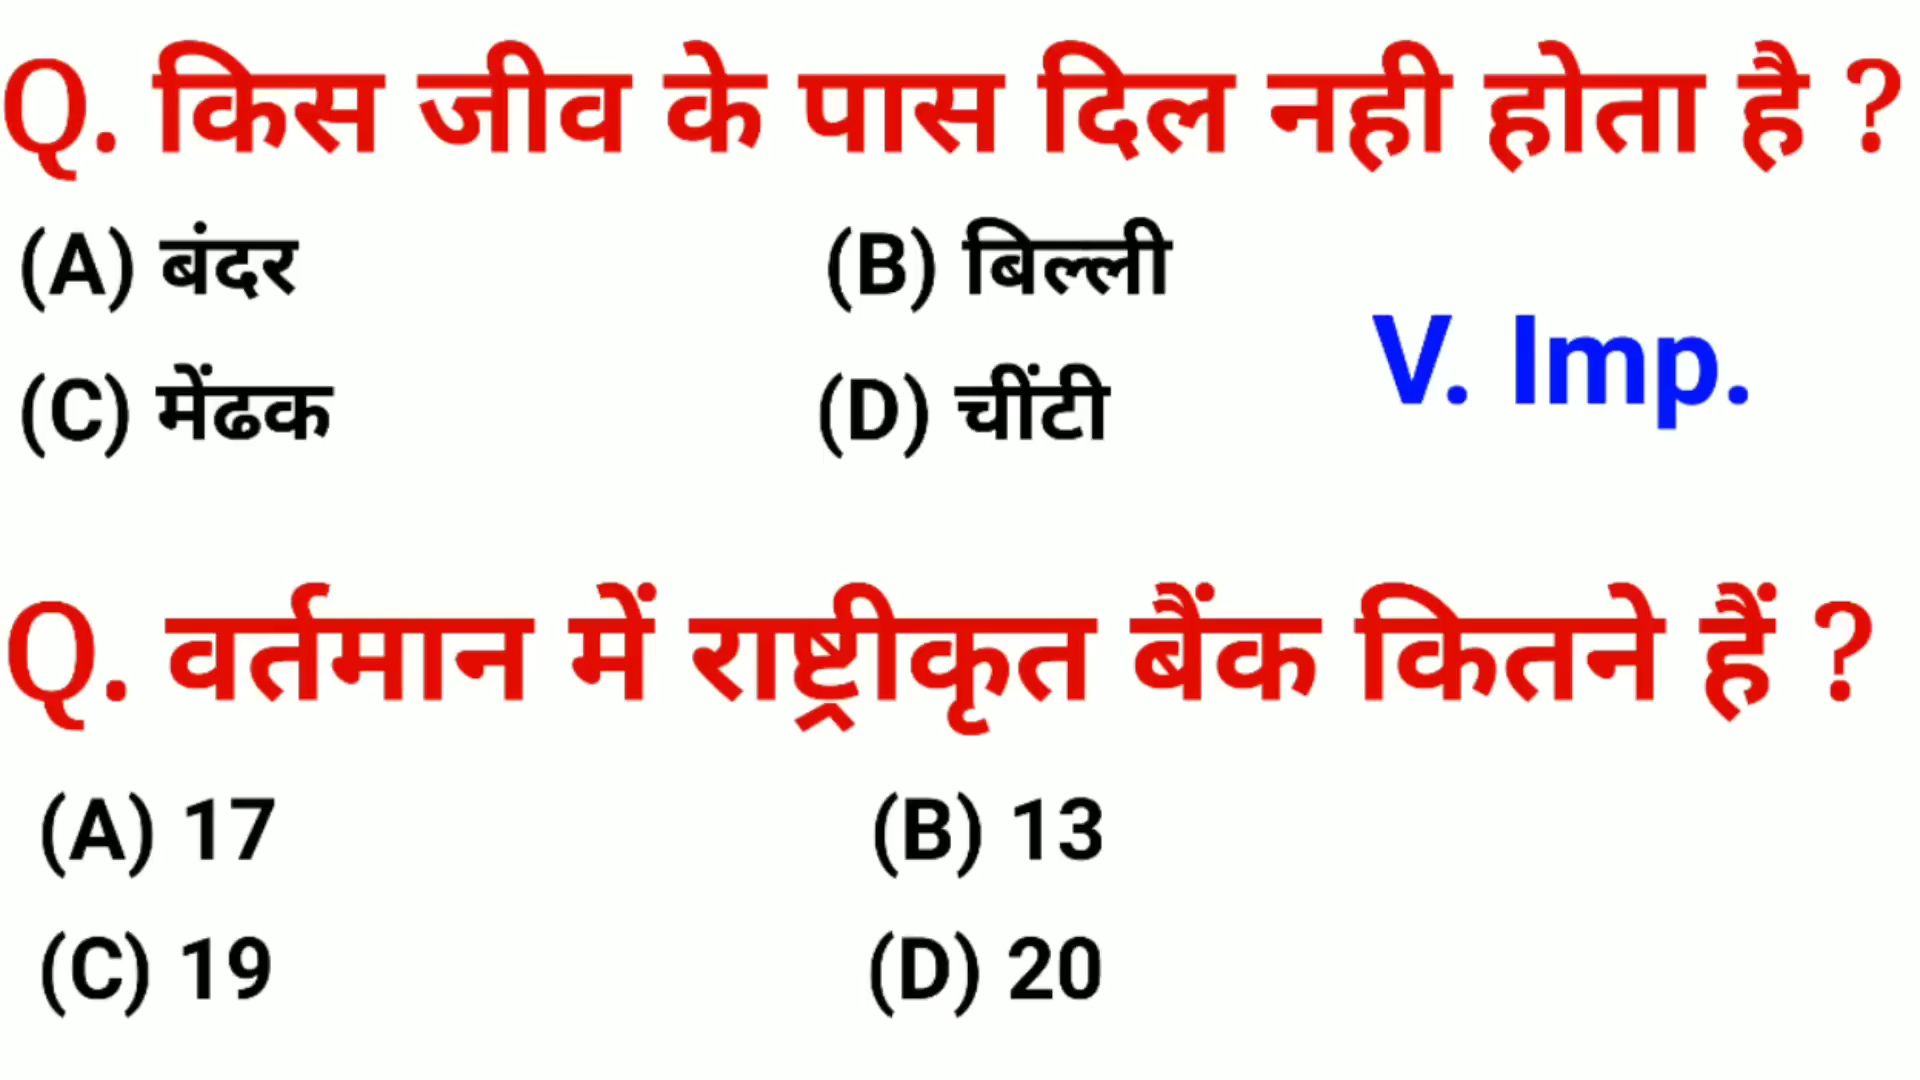 Q. किस जीव के पास दिल नही होता है ?
(A) बंदर (B) बिल्ली
V. Imp.
(C) मेंढक (D) चींटी
Q. वर्तमान में राष्ट्रीकृत बैंक कितने हैं ?
(A) 17 (B) 13
(C) 19 (D) 20